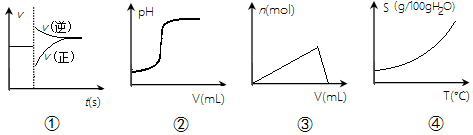 v
v(逆)
v(正)
t(s)
①
pH
V(mL)
②
n(mol)
V(mL)
③
S (g/100gH₂O)
T(°C)
④